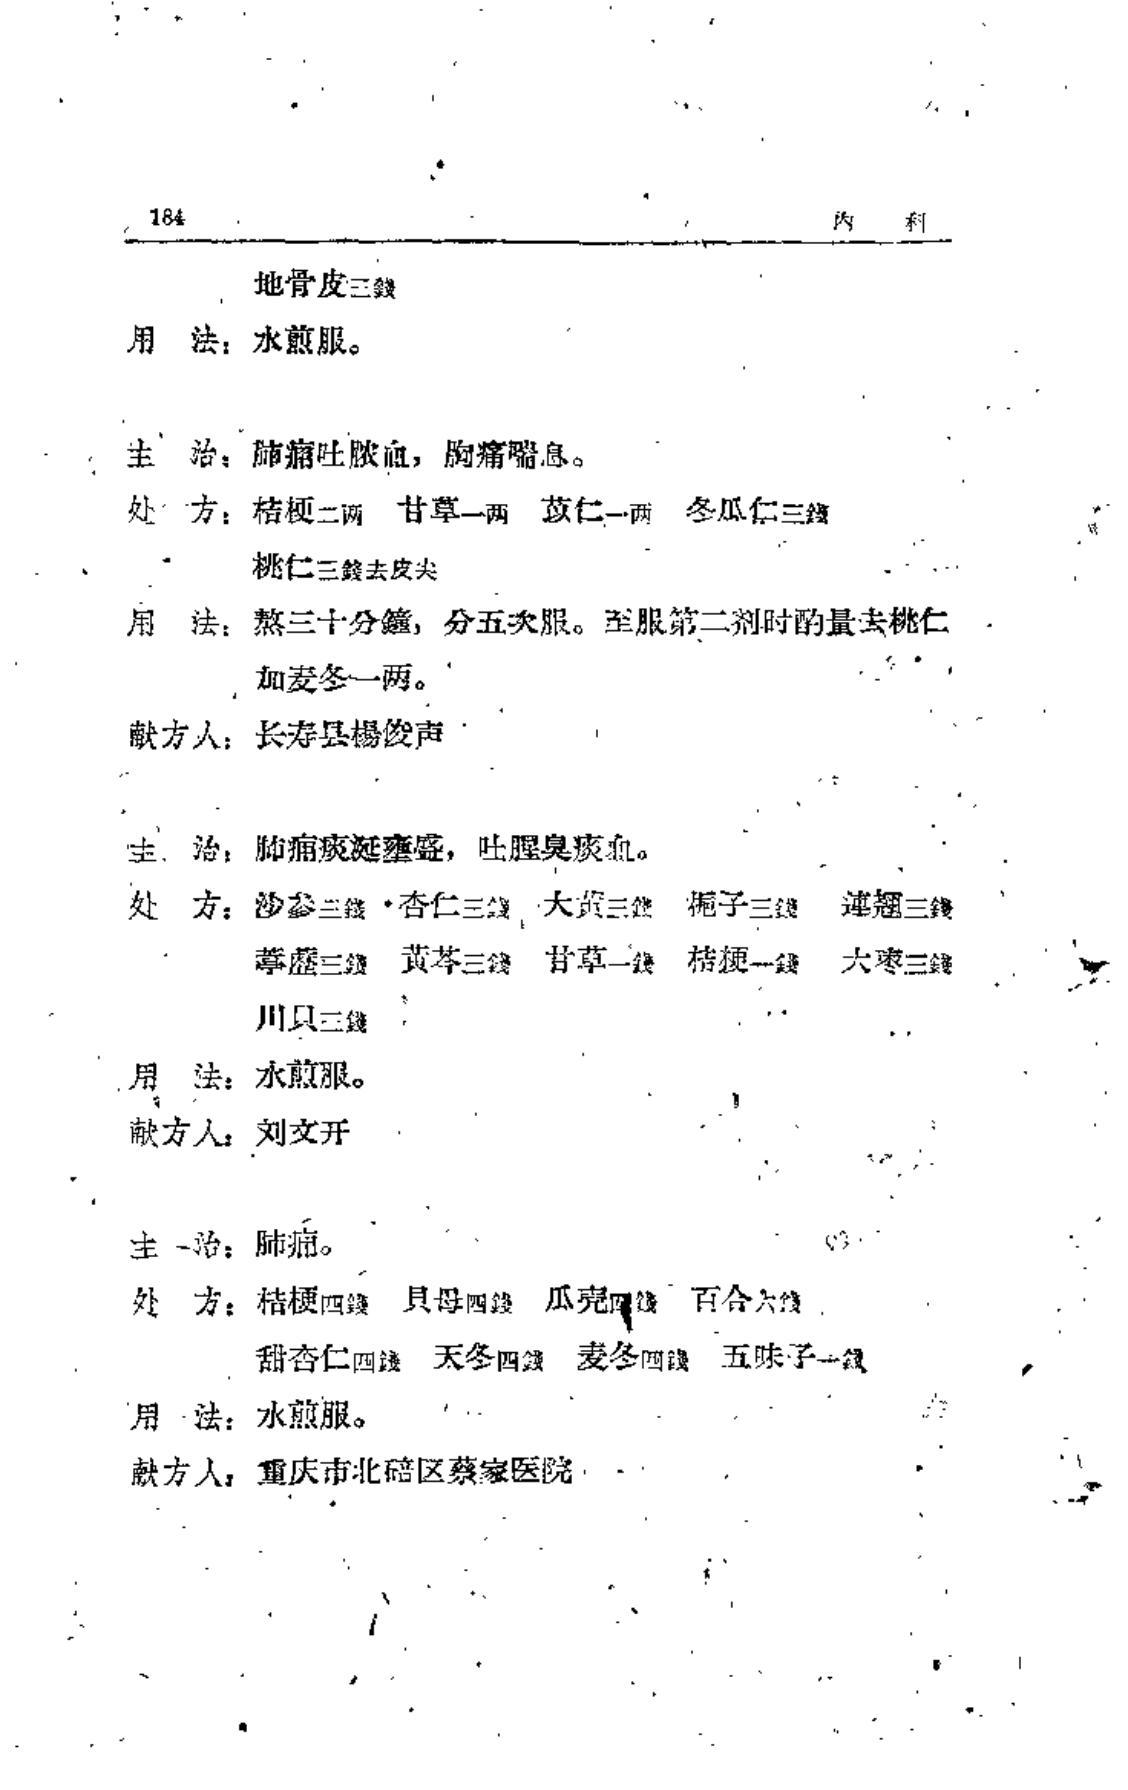 184 内 科
地骨皮三錢
用 法：水煎服。
主 治：肺痈吐脓血，胸痛喘息。
处 方：桔梗二两 甘草一两 苡仁一两 冬瓜仁三錢
桃仁三錢去皮尖
用 法：熬三十分鐘，分五次服。至服第二剂时酌量去桃仁
加麦冬一两。
献方人：长寿县楊俊声
主 治：肺痈痰涎壅盛，吐腥臭痰血。
处 方：沙参三錢 杏仁三錢 大黄三錢 梔子三錢 連翘三錢
葶藶三錢 黄芩三錢 甘草一錢 桔梗一錢 大枣三錢
川贝三錢
用 法：水煎服。
献方人：刘文开
主 治：肺痈。
处 方：桔梗四錢 貝母四錢 瓜壳四錢 百合六錢
甜杏仁四錢 天冬四錢 麦冬四錢 五味子一錢
用 法：水煎服。
献方人：重庆市北碚区蔡家医院